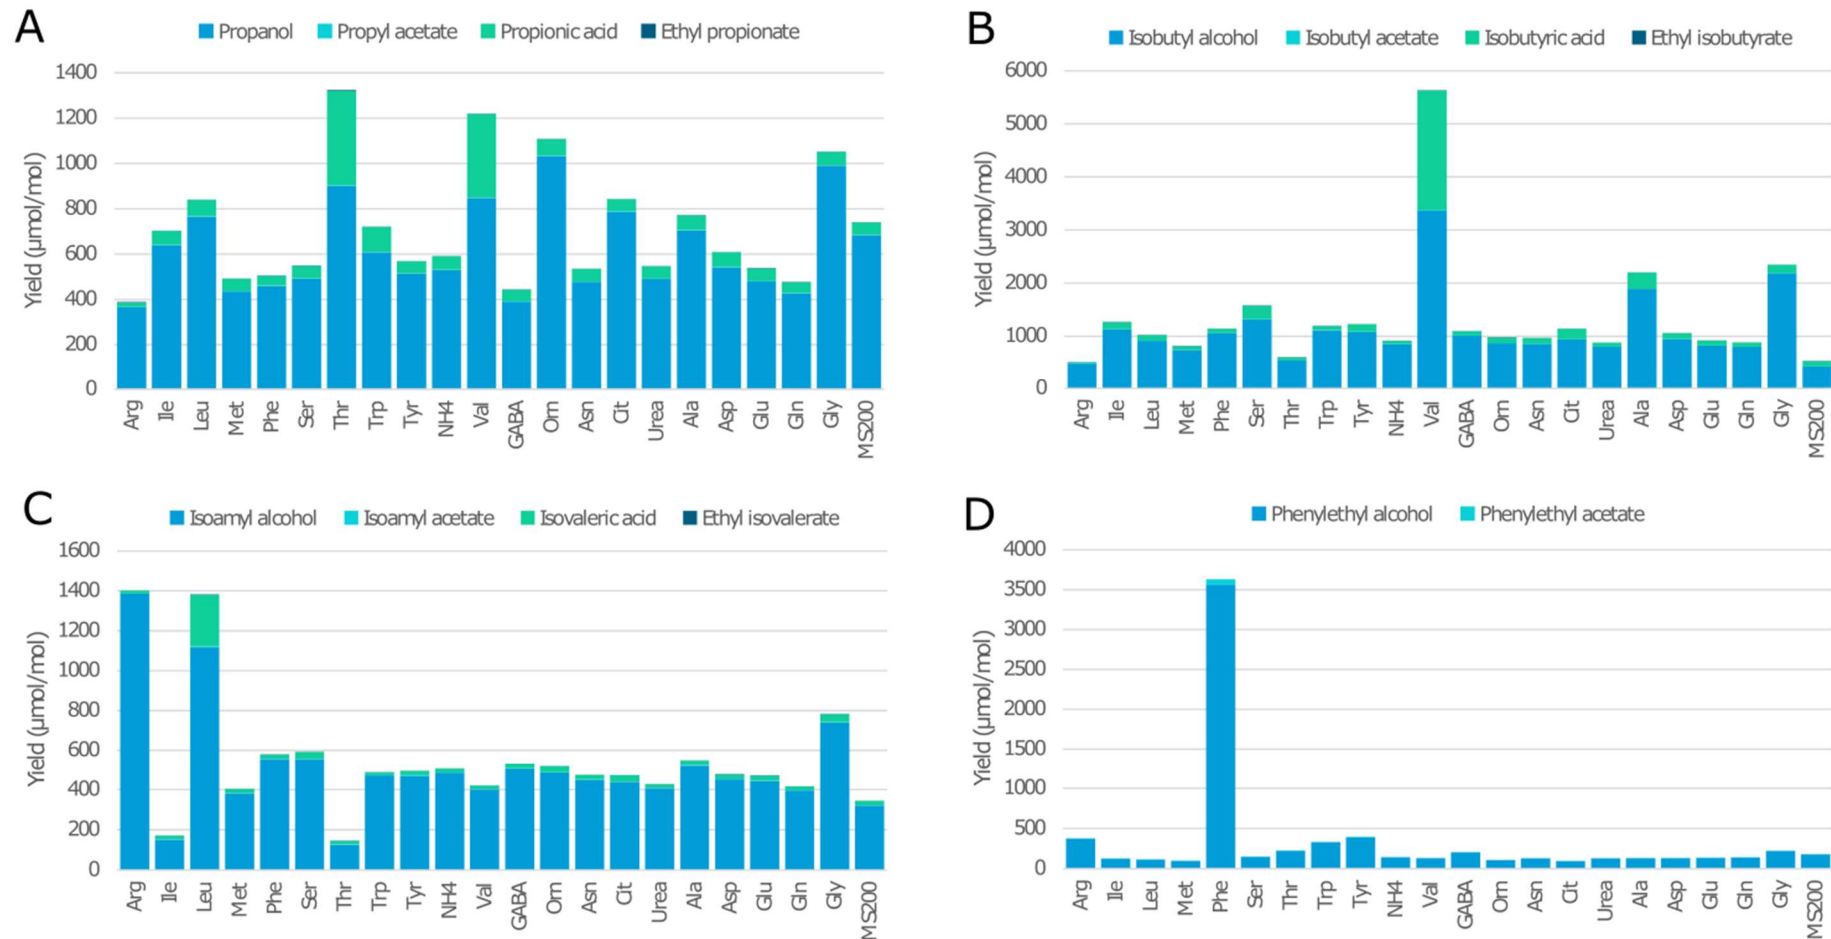 A
Propanol Propyl acetate Propionic acid Ethyl propionate
Yield (µmol/mol)
1400
1200
1000
800
600
400
200
0
Arg Ile Leu Met Phe Ser Thr Trp Tyr NH4 Val GABA Orn Asn Cit Urea Ala Asp Glu Gln Gly MS200
B
Isobutyl alcohol Isobutyl acetate Isobutyric acid Ethyl isobutyrate
Yield (µmol/mol)
6000
5000
4000
3000
2000
1000
0
Arg Ile Leu Met Phe Ser Thr Trp Tyr NH4 Val GABA Orn Asn Cit Urea Ala Asp Glu Gln Gly MS200
C
Isoamyl alcohol Isoamyl acetate Isovaleric acid Ethyl isovalerate
Yield (µmol/mol)
1600
1400
1200
1000
800
600
400
200
0
Arg Ile Leu Met Phe Ser Thr Trp Tyr NH4 Val GABA Orn Asn Cit Urea Ala Asp Glu Gln Gly MS200
D
Phenylethyl alcohol Phenylethyl acetate
Yield (µmol/mol)
4000
3500
3000
2500
2000
1500
1000
500
0
Arg Ile Leu Met Phe Ser Thr Trp Tyr NH4 Val GABA Orn Asn Cit Urea Ala Asp Glu Gln Gly MS200